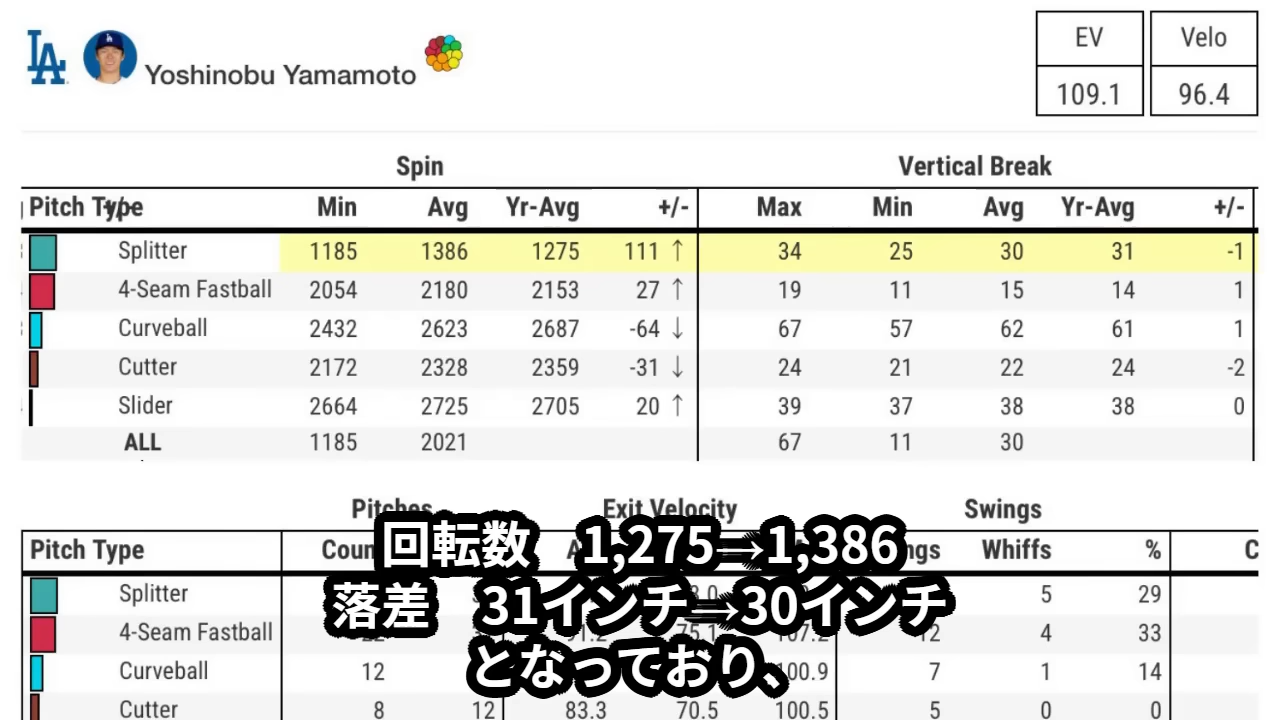 LA Yoshinobu Yamamoto
EV Velo
109.1 96.4
Spin Vertical Break
Pitch Type Min Avg Yr-Avg +/- Max Min Avg Yr-Avg +/-
Splitter 1185 1386 1275 111 ↑ 34 25 30 31 -1
4-Seam Fastball 2054 2180 2153 27 ↑ 19 11 15 14 1
Curveball 2432 2623 2687 -64 ↓ 67 57 62 61 1
Cutter 2172 2328 2359 -31 ↓ 24 21 22 24 -2
Slider 2664 2725 2705 20 ↑ 39 37 38 38 0
ALL 1185 2021 67 11 30
Pitches Exit Velocity Swings
Pitch Type Whiffs %
Splitter 5 29
4-Seam Fastball 12 4 33
Curveball 12 100.9 7 1 14
Cutter 8 12 83.3 70.5 100.5 5 0 0
回転数 1,275→1,386
落差 31インチ→30インチ
となっており、